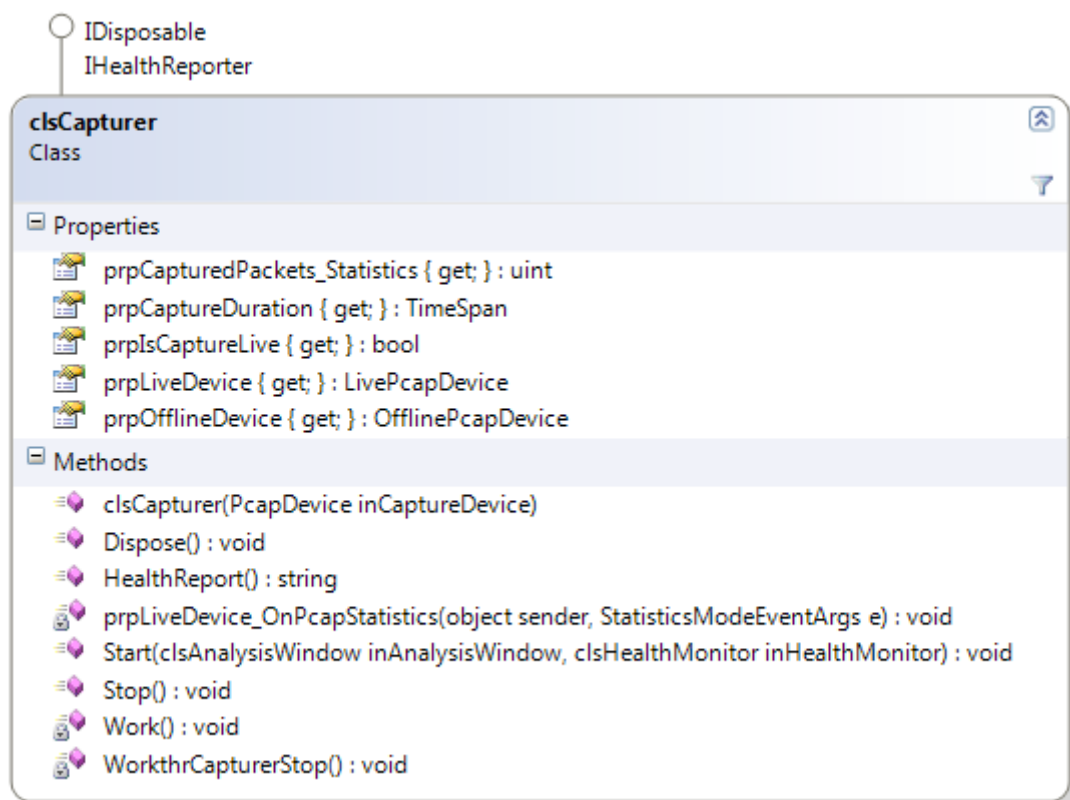 IDisposable
IHealthReporter
clsCapturer
Class
Properties
prpCapturedPackets_Statistics { get; } : uint
prpCaptureDuration { get; } : TimeSpan
prpIsCaptureLive { get; } : bool
prpLiveDevice { get; } : LivePcapDevice
prpOfflineDevice { get; } : OfflinePcapDevice
Methods
clsCapturer(PcapDevice inCaptureDevice)
Dispose() : void
HealthReport() : string
prpLiveDevice_OnPcapStatistics(object sender, StatisticsModeEventArgs e) : void
Start(clsAnalysisWindow inAnalysisWindow, clsHealthMonitor inHealthMonitor) : void
Stop() : void
Work() : void
WorkthrCapturerStop() : void